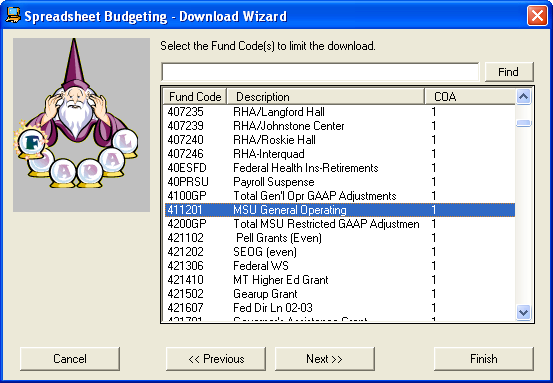 Spreadsheet Budgeting - Download Wizard
Select the Fund Code(s) to limit the download.
Find
F
O
A
P
A
L
Fund Code Description COA
407235 RHA/Langford Hall 1
407239 RHA/Johnstone Center 1
407240 RHA/Roskie Hall 1
407246 RHA-Interquad 1
40ESFD Federal Health Ins-Retirements 1
40PRSU Payroll Suspense 1
4100GP Total Gen'l Opr GAAP Adjustments 1
411201 MSU General Operating 1
4200GP Total MSU Restricted GAAP Adjustmen 1
421102 Pell Grants (Even) 1
421202 SEOG (even) 1
421306 Federal WS 1
421410 MT Higher Ed Grant 1
421502 Gearup Grant 1
421607 Fed Dir Ln 02-03 1
421701 Governor's Assistance Grant 1
Cancel
<< Previous
Next >>
Finish